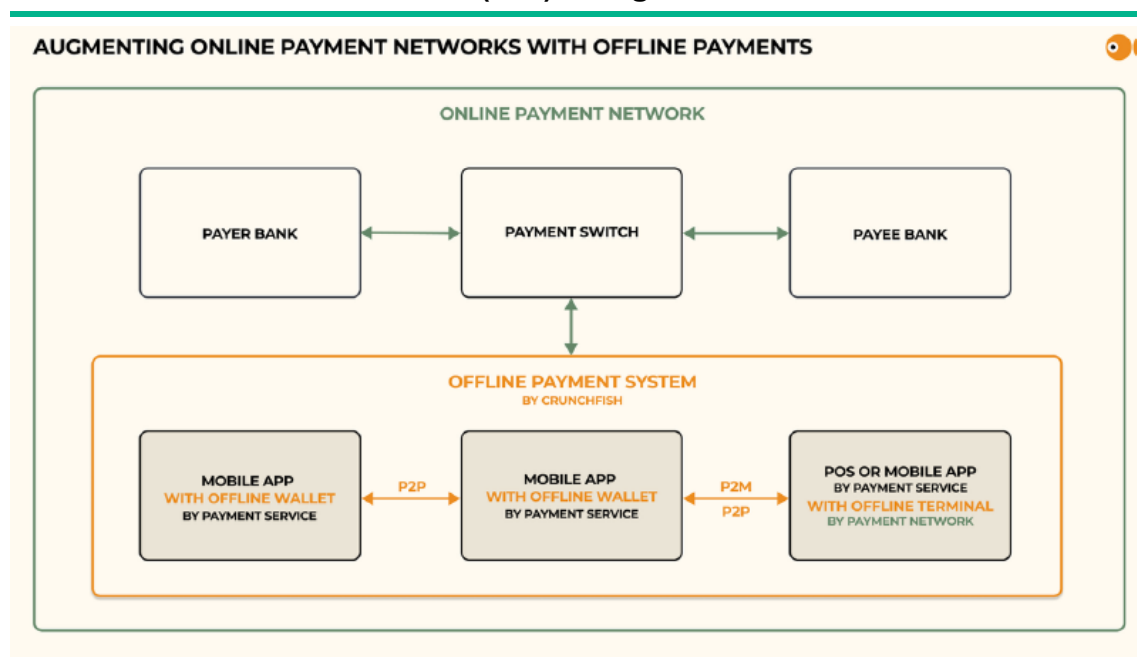 AUGMENTING ONLINE PAYMENT NETWORKS WITH OFFLINE PAYMENTS
ONLINE PAYMENT NETWORK
PAYER BANK
PAYMENT SWITCH
PAYEE BANK
OFFLINE PAYMENT SYSTEM
BY CRUNCHFISH
MOBILE APP
WITH OFFLINE WALLET
BY PAYMENT SERVICE
P2P
MOBILE APP
WITH OFFLINE WALLET
BY PAYMENT SERVICE
P2M
P2P
POS OR MOBILE APP
BY PAYMENT SERVICE
WITH OFFLINE TERMINAL
BY PAYMENT NETWORK